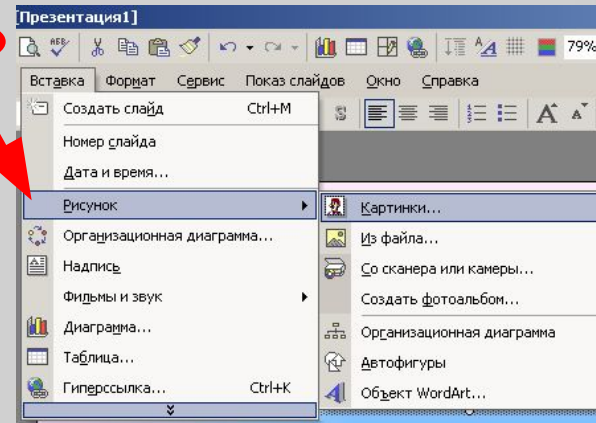 [Презентация1]
79%
Вставка Формат Сервис Показ слайдов Окно Справка
Создать слайд Ctrl+M
Номер слайда
Дата и время...
Рисунок
Организационная диаграмма...
Надпись
Фильмы и звук
Диаграмма...
Таблица...
Гиперссылка... Ctrl+K
Картинки...
Из файла...
Со сканера или камеры...
Создать фотоальбом...
Организационная диаграмма
Автофигуры
Объект WordArt...